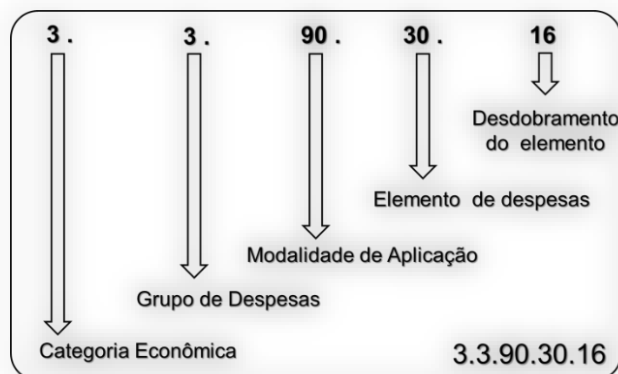 3 . 3 . 90 . 30 . 16
Desdobramento
do elemento
Elemento de despesas
Modalidade de Aplicação
Grupo de Despesas
Categoria Econômica
3.3.90.30.16